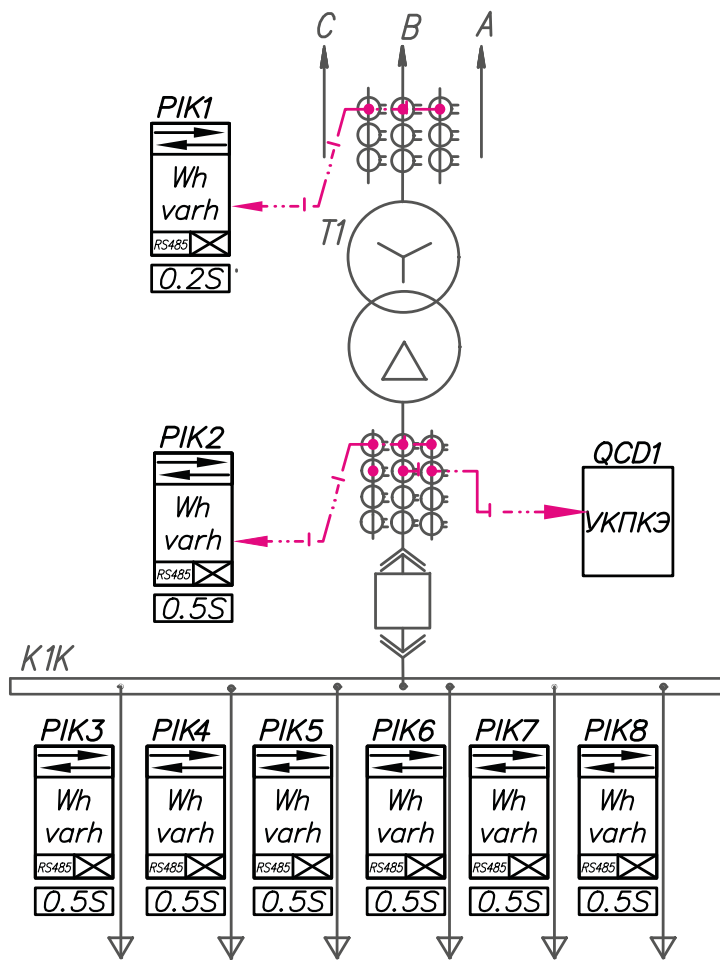 C B A
PIK1
Wh
varh
RS485
0.2S
T1
PIK2
Wh
varh
RS485
0.5S
QCD1
УКПКЭ
K1K
PIK3 PIK4 PIK5 PIK6 PIK7 PIK8
Wh Wh Wh Wh Wh Wh
varh varh varh varh varh varh
RS485 RS485 RS485 RS485 RS485 RS485
0.5S 0.5S 0.5S 0.5S 0.5S 0.5S